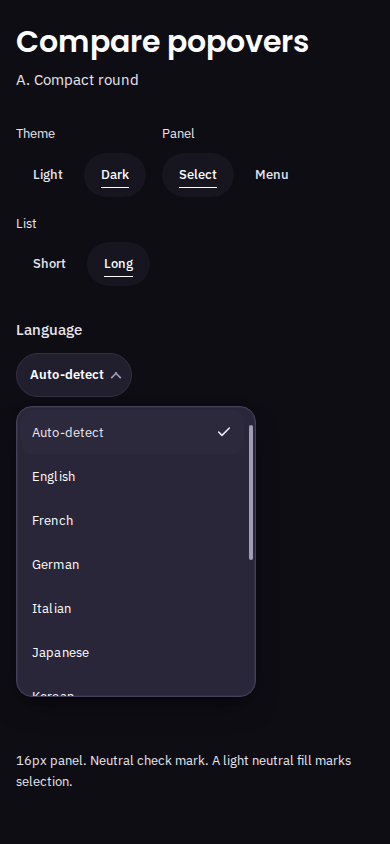 Compare popovers
A. Compact round
Theme
Panel
Light
Dark
Select
Menu
List
Short
Long
Language
Auto-detect
Auto-detect
English
French
German
Italian
Japanese
Korean
16px panel. Neutral check mark. A light neutral fill marks
selection.